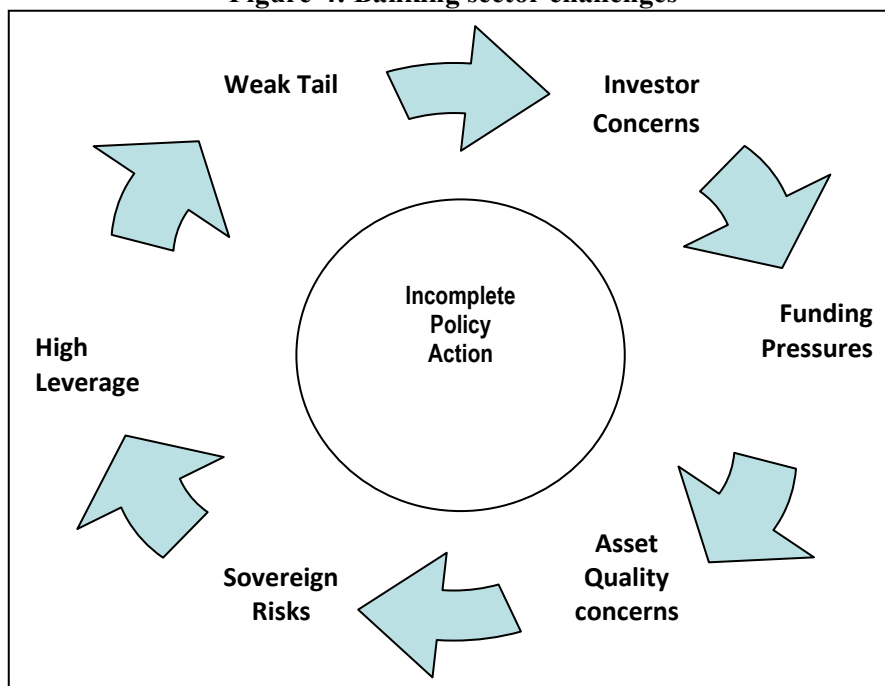 Figure 4: Banking sector challenges
Weak Tail
Investor
Concerns
Funding
Pressures
Asset
Quality
concerns
Sovereign
Risks
High
Leverage
Incomplete
Policy
Action